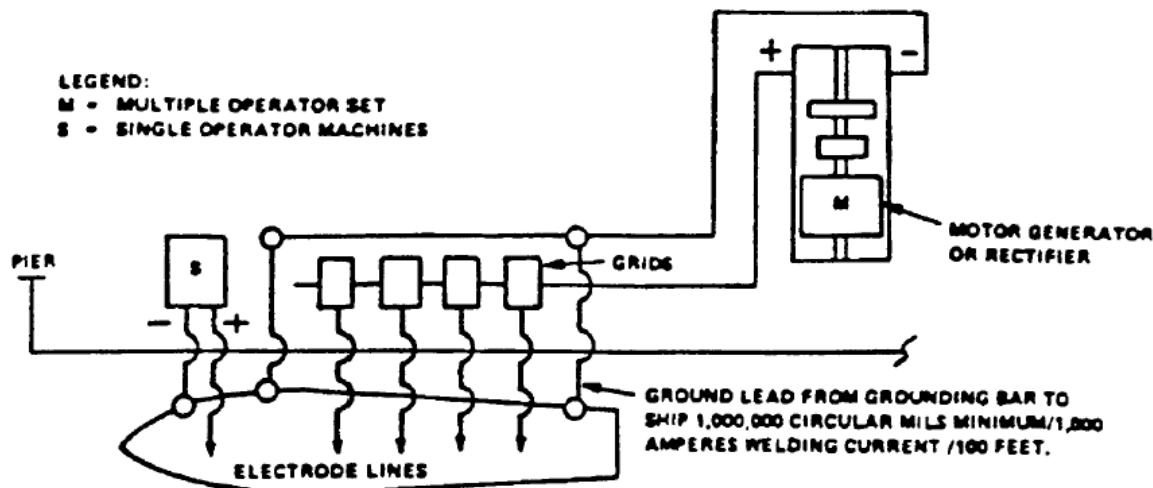 LEGEND:
M = MULTIPLE OPERATOR SET
S = SINGLE OPERATOR MACHINES
+ -
M
MOTOR GENERATOR
OR RECTIFIER
PIER
S
GRIDS
- +
GROUND LEAD FROM GROUNDING BAR TO
SHIP 1,000,000 CIRCULAR MILS MINIMUM/1,000
AMPERES WELDING CURRENT /100 FEET.
ELECTRODE LINES